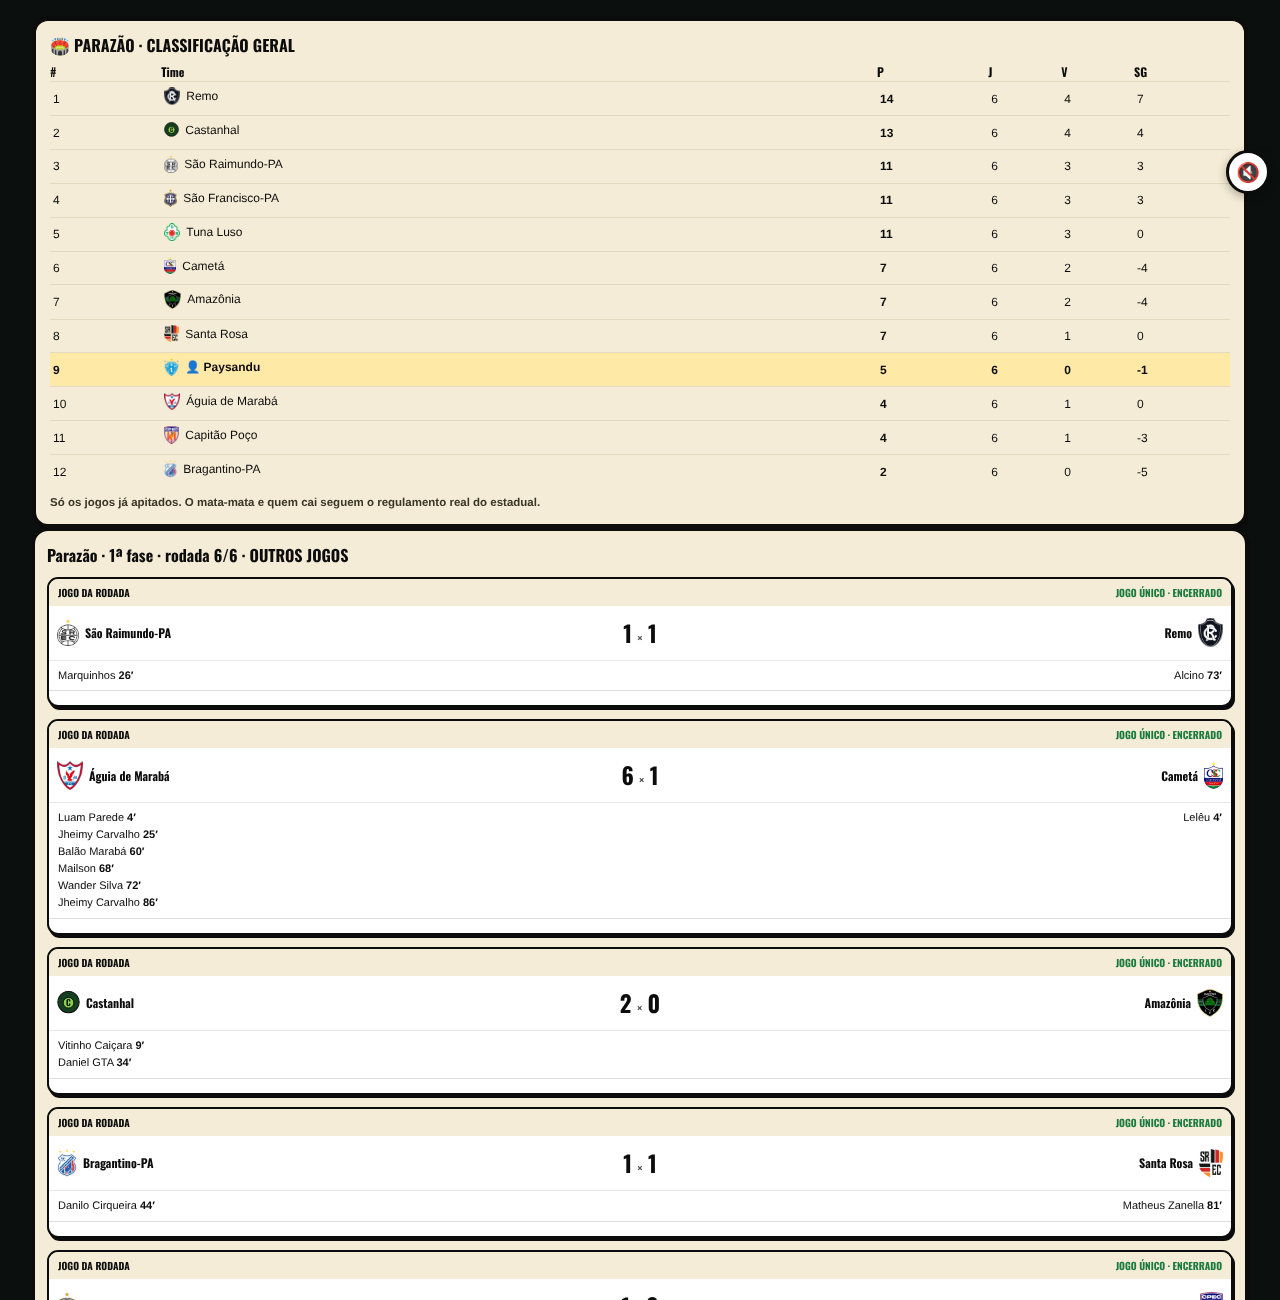 PARAZÃO · CLASSIFICAÇÃO GERAL
# Time P J V SG
1 Remo 14 6 4 7
2 Castanhal 13 6 4 4
3 São Raimundo-PA 11 6 3 3
4 São Francisco-PA 11 6 3 3
5 Tuna Luso 11 6 3 0
6 Cametá 7 6 2 -4
7 Amazônia 7 6 2 -4
8 Santa Rosa 7 6 1 0
9 Paysandu 5 6 0 -1
10 Águia de Marabá 4 6 1 0
11 Capitão Poço 4 6 1 -3
12 Bragantino-PA 2 6 0 -5
Só os jogos já apitados. O mata-mata e quem cai seguem o regulamento real do estadual.
Parazão · 1ª fase · rodada 6/6 · OUTROS JOGOS
JOGO DA RODADA JOGO ÚNICO · ENCERRADO
São Raimundo-PA 1 × 1 Remo
Marquinhos 26′ Alcino 73′
JOGO DA RODADA JOGO ÚNICO · ENCERRADO
Águia de Marabá 6 × 1 Cametá
Luam Parede 4′ Lelêu 4′
Jheimy Carvalho 25′
Balão Marabá 60′
Mailson 68′
Wander Silva 72′
Jheimy Carvalho 86′
JOGO DA RODADA JOGO ÚNICO · ENCERRADO
Castanhal 2 × 0 Amazônia
Vitinho Caiçara 9′
Daniel GTA 34′
JOGO DA RODADA JOGO ÚNICO · ENCERRADO
Bragantino-PA 1 × 1 Santa Rosa
Danilo Cirqueira 44′ Matheus Zanella 81′
JOGO DA RODADA JOGO ÚNICO · ENCERRADO